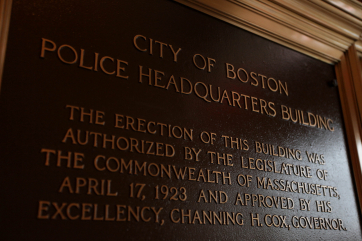 CITY OF BOSTON
POLICE HEADQUARTERS BUILDING
THE ERECTION OF THIS BUILDING WAS
AUTHORIZED BY THE LEGISLATURE OF
THE COMMONWEALTH OF MASSACHUSETTS,
APRIL 17, 1923 AND APPROVED BY HIS
EXCELLENCY, CHANNING H. COX, GOVERNOR.